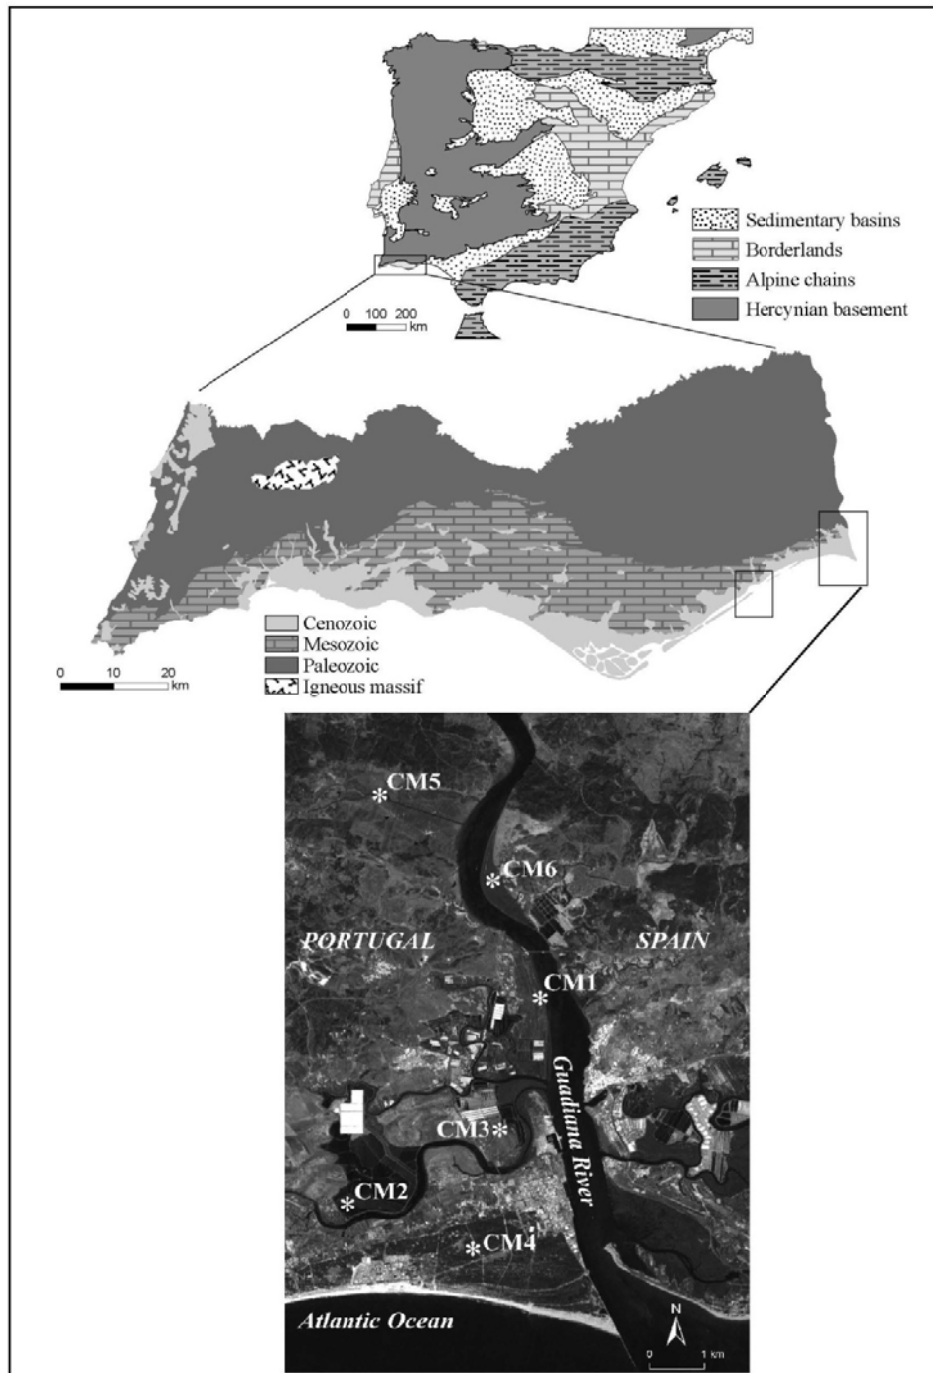 Sedimentary basins
Borderlands
Alpine chains
Hercynian basement
0 100 200
km
Cenozoic
Mesozoic
Paleozoic
Igneous massif
0 10 20
km
CM5
CM6
PORTUGAL
SPAIN
CM1
Guadiana River
CM3
CM2
CM4
Atlantic Ocean
N
0 1 km